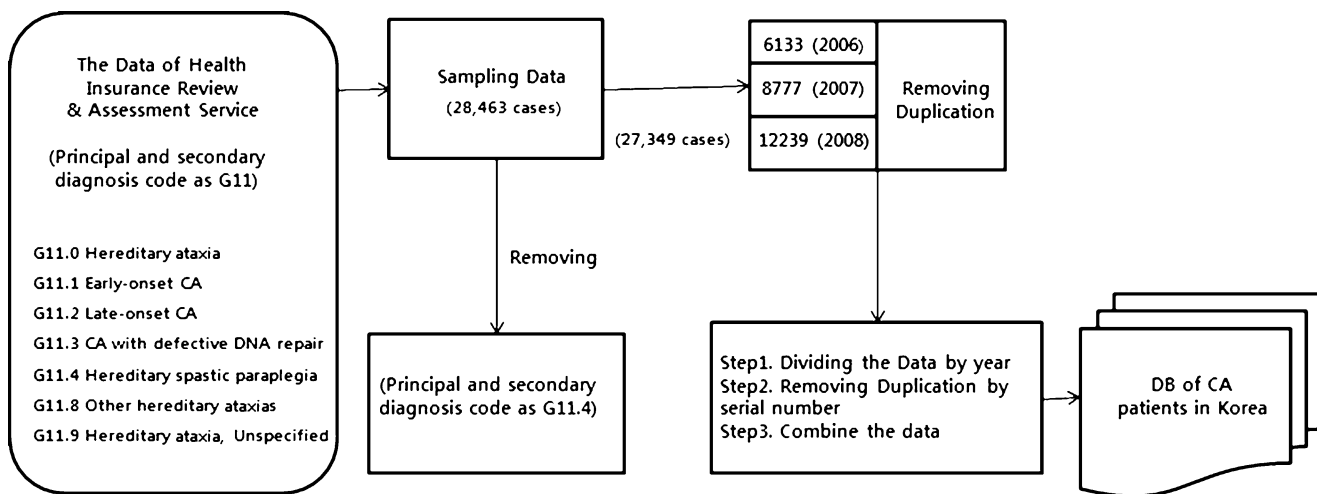 The Data of Health
Insurance Review
& Assessment Service
(Principal and secondary
diagnosis code as G11)
G11.0 Hereditary ataxia
G11.1 Early-onset CA
G11.2 Late-onset CA
G11.3 CA with defective DNA repair
G11.4 Hereditary spastic paraplegia
G11.8 Other hereditary ataxias
G11.9 Hereditary ataxia, Unspecified
Sampling Data
(28,463 cases)
Removing
(Principal and secondary
diagnosis code as G11.4)
(27,349 cases)
6133 (2006)
8777 (2007)
12239 (2008)
Removing
Duplication
Step1. Dividing the Data by year
Step2. Removing Duplication by
serial number
Step3. Combine the data
DB of CA
patients in Korea